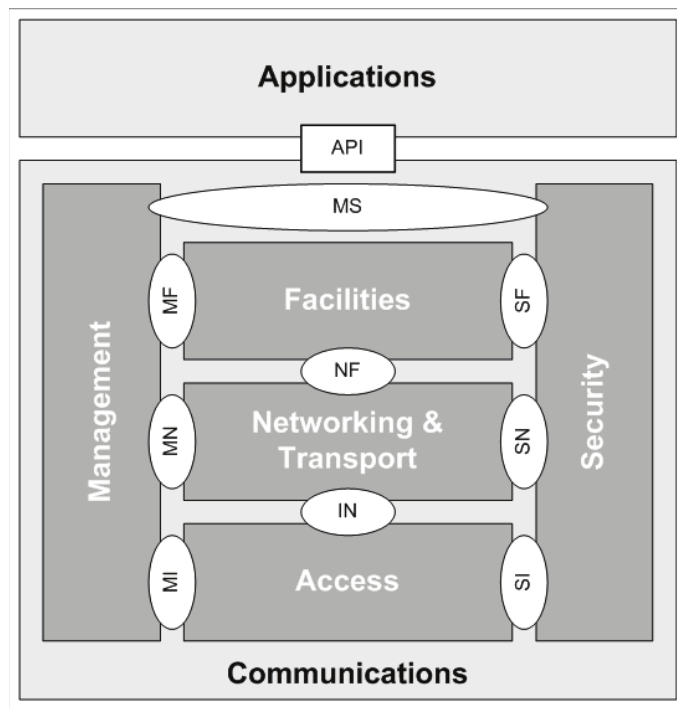 Applications
API
MS
MF
Facilities
SF
NF
Management
MN
Networking &
Transport
SN
Security
IN
MI
Access
SI
Communications